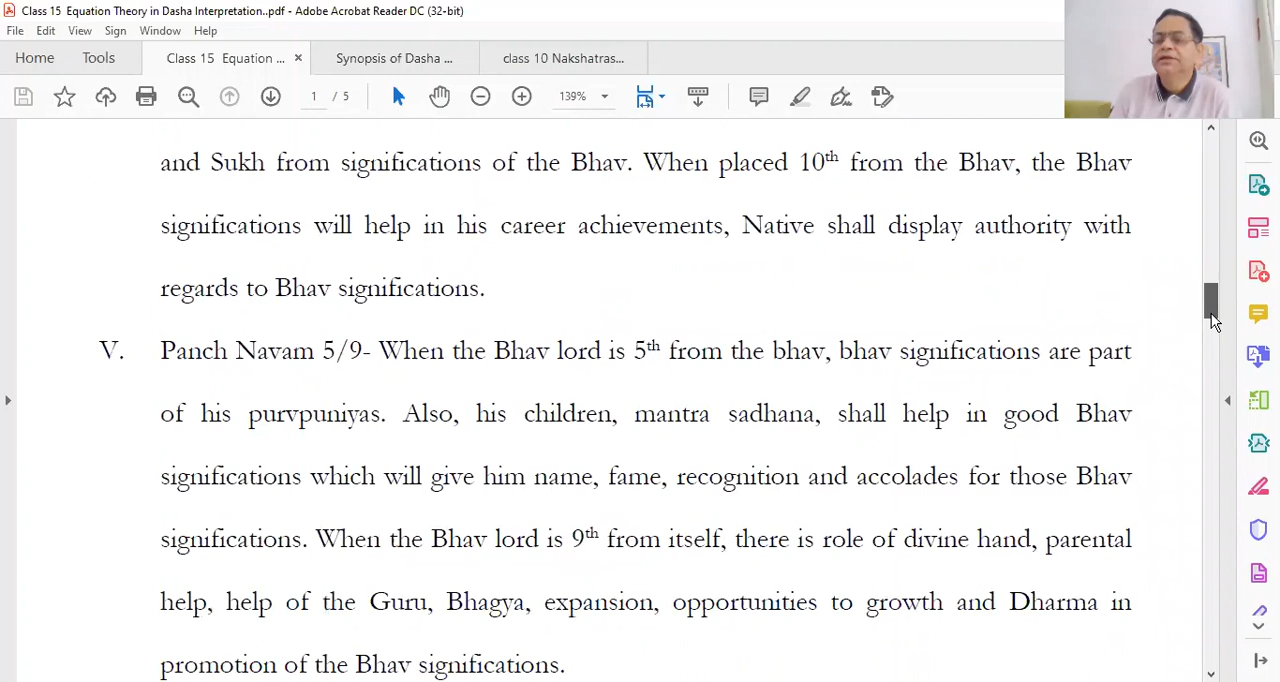 Class 15  Equation Theory in Dasha Interpretation..pdf - Adobe Acrobat Reader DC (32-bit)
File Edit View Sign Window Help
Home Tools Class 15  Equation ... × Synopsis of Dasha ... class 10 Nakshatras...
1 / 5 139%
and Sukh from significations of the Bhav. When placed 10th from the Bhav, the Bhav
significations will help in his career achievements, Native shall display authority with
regards to Bhav significations.
V. Panch Navam 5/9- When the Bhav lord is 5th from the bhav, bhav significations are part
of his purvpuniyas. Also, his children, mantra sadhana, shall help in good Bhav
significations which will give him name, fame, recognition and accolades for those Bhav
significations. When the Bhav lord is 9th from itself, there is role of divine hand, parental
help, help of the Guru, Bhagya, expansion, opportunities to growth and Dharma in
promotion of the Bhav significations.